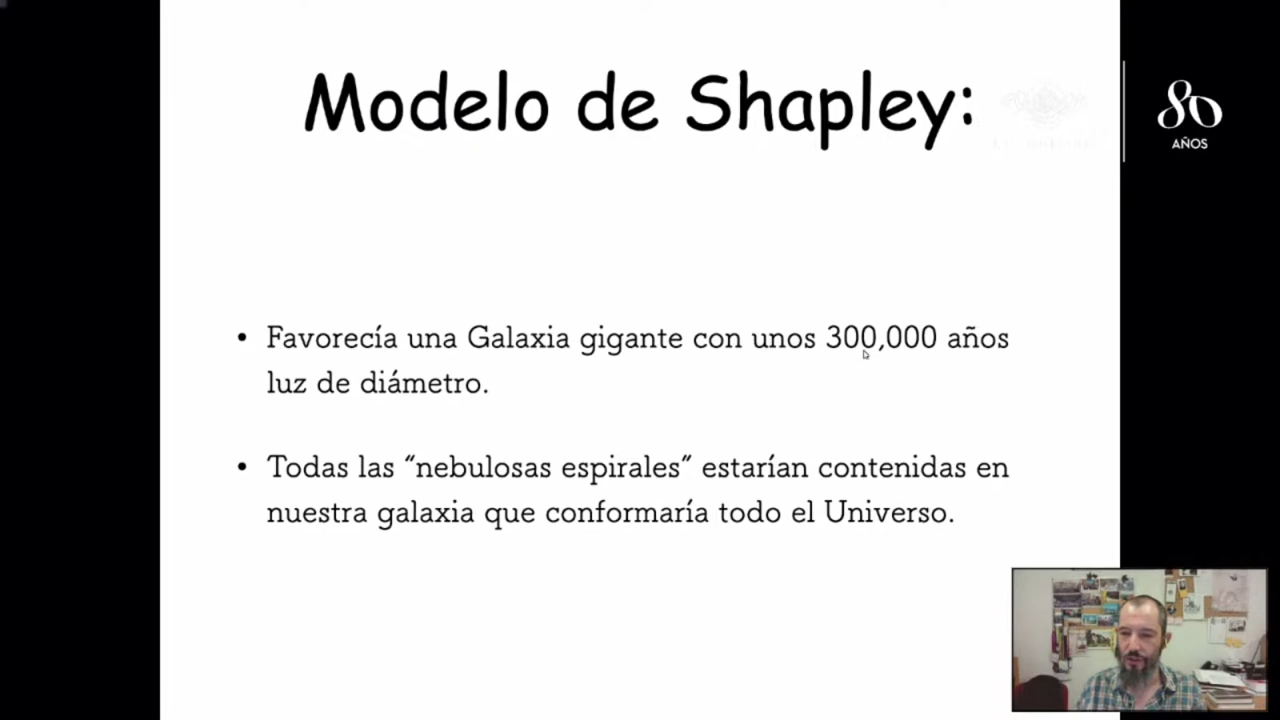 Modelo de Shapley:
80
AÑOS
• Favorecía una Galaxia gigante con unos 300,000 años
luz de diámetro.
• Todas las “nebulosas espirales” estarían contenidas en
nuestra galaxia que conformaría todo el Universo.